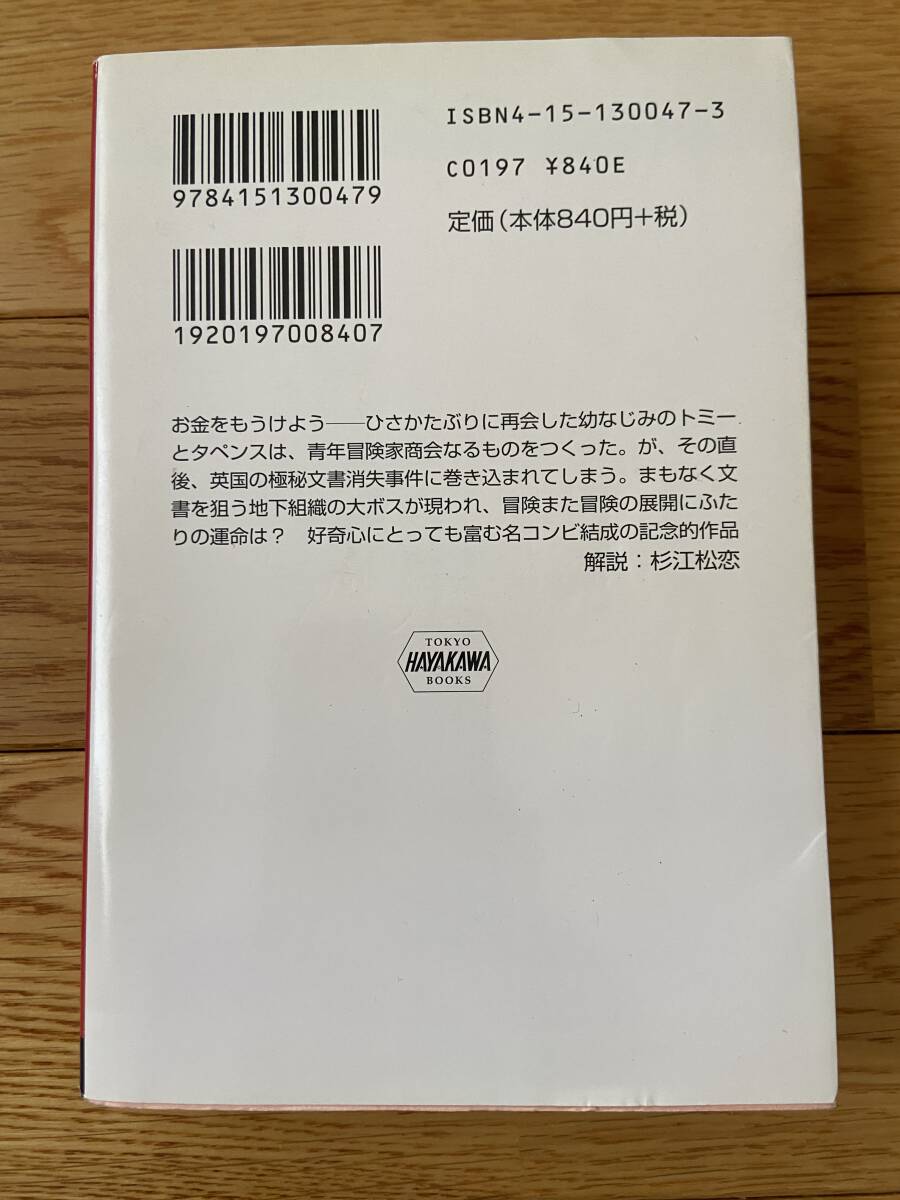 ISBN4-15-130047-3
9784151300479
C0197 ¥840E
定価(本体840円+税)
1920197008407
お金をもうけよう——ひさかたぶりに再会した幼なじみのトミー
とタペンスは、青年冒険家商会なるものをつくった。が、その直
後、英国の極秘文書消失事件に巻き込まれてしまう。まもなく文
書を狙う地下組織の大ボスが現われ、冒険また冒険の展開にふた
りの運命は？ 好奇心にとっても富む名コンビ結成の記念的作品
解説：杉江松恋
TOKYO
HAYAKAWA
BOOKS